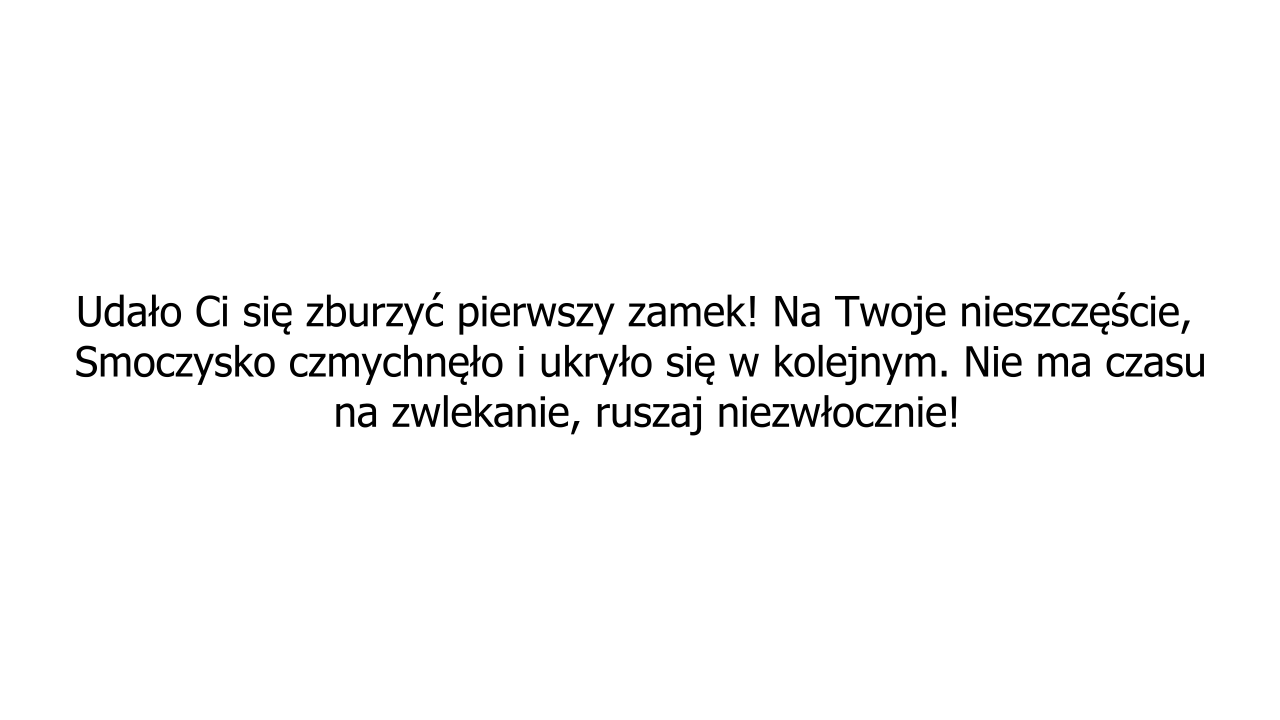 Udało Ci się zburzyć pierwszy zamek! Na Twoje nieszczęście,
Smoczysko czmychnęło i ukryło się w kolejnym. Nie ma czasu
na zwlekanie, ruszaj niezwłocznie!